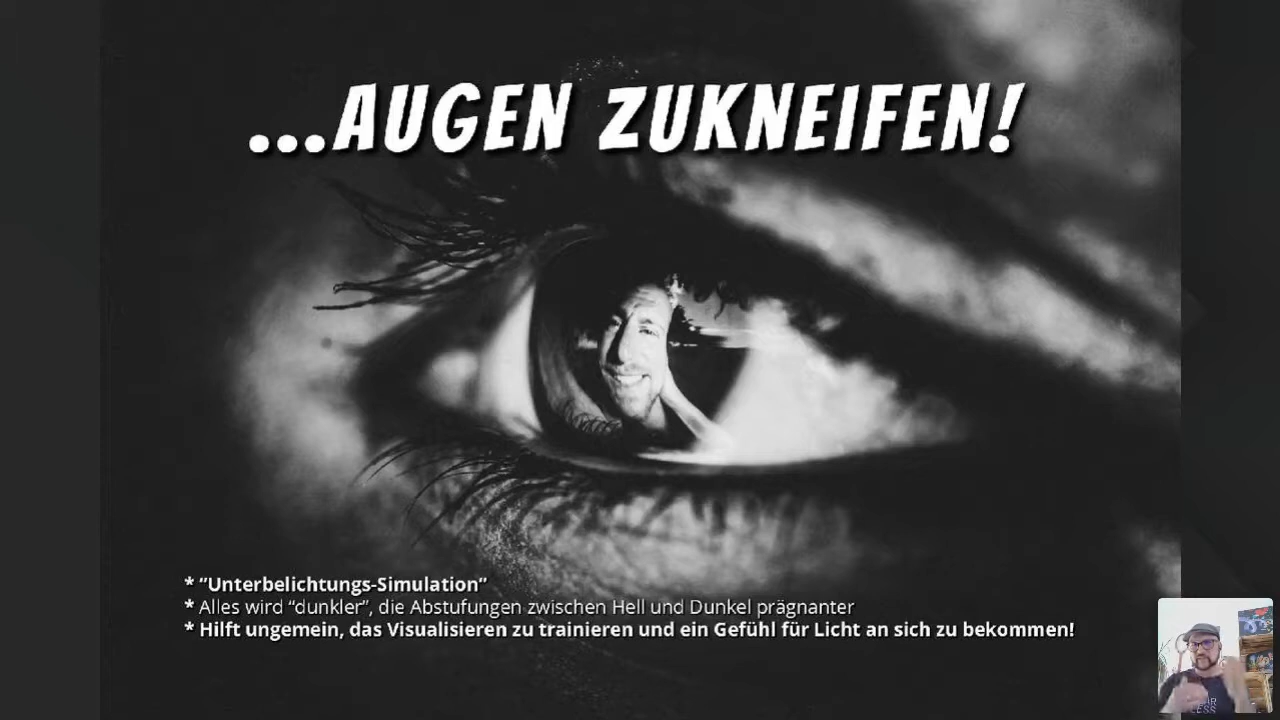 ...AUGEN ZUKNEIFEN!
* “Unterbelichtungs-Simulation”
* Alles wird “dunkler”, die Abstufungen zwischen Hell und Dunkel prägnanter
* Hilft ungemein, das Visualisieren zu trainieren und ein Gefühl für Licht an sich zu bekommen!